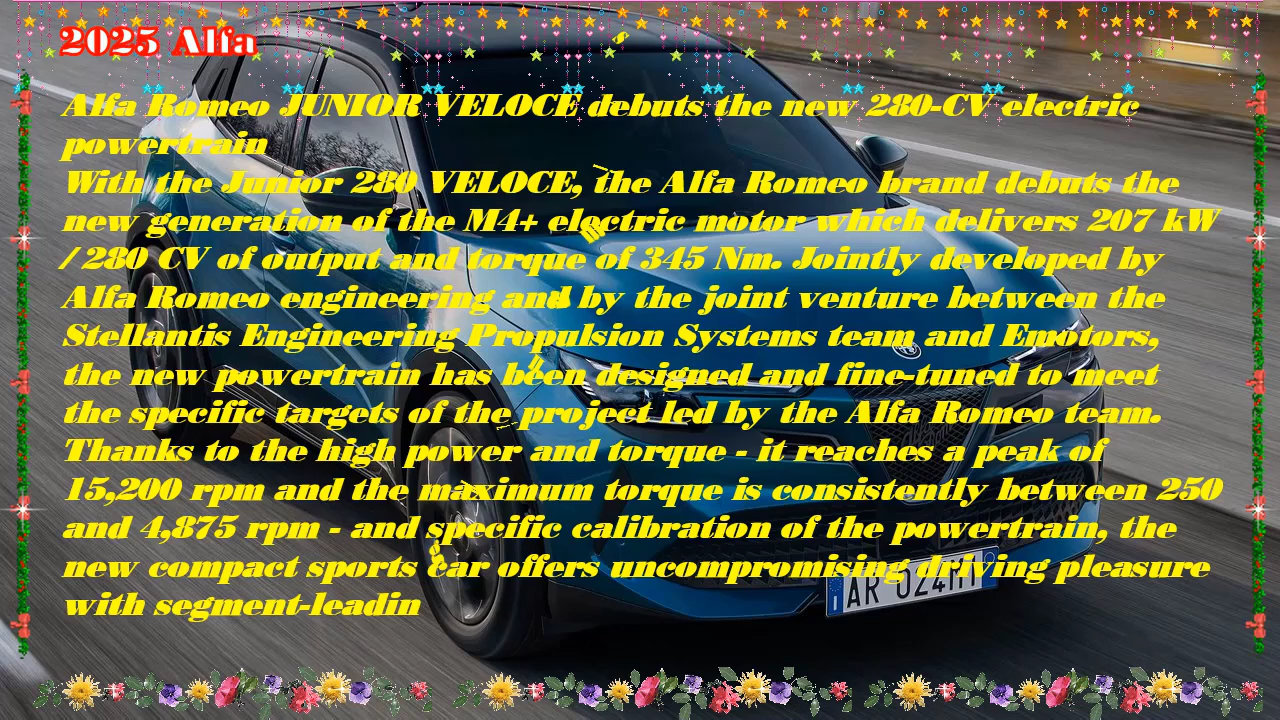 2025 Alfa
Alfa Romeo JUNIOR VELOCE debuts the new 280-CV electric
powertrain
With the Junior 280 VELOCE, the Alfa Romeo brand debuts the
new generation of the M4+ electric motor which delivers 207 kW
/ 280 CV of output and torque of 345 Nm. Jointly developed by
Alfa Romeo engineering and by the joint venture between the
Stellantis Engineering Propulsion Systems team and Emotors,
the new powertrain has been designed and fine-tuned to meet
the specific targets of the project led by the Alfa Romeo team.
Thanks to the high power and torque - it reaches a peak of
15,200 rpm and the maximum torque is consistently between 250
and 4,875 rpm - and specific calibration of the powertrain, the
new compact sports car offers uncompromising driving pleasure
with segment-leadin